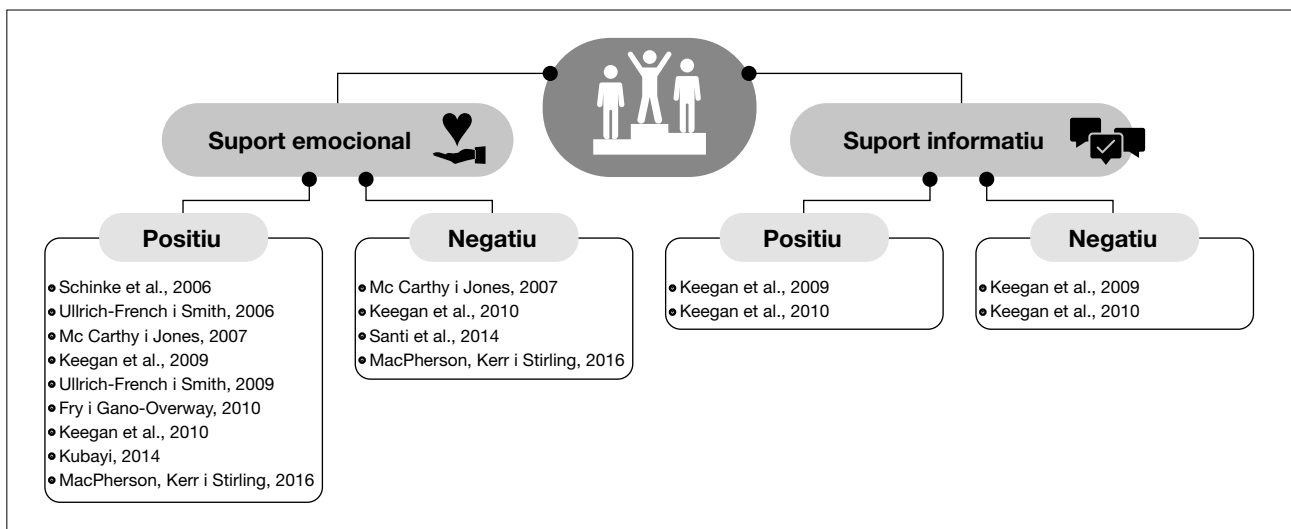 Suport emocional
Suport informatiu
Positiu
Schinke et al., 2006
Ullrich-French i Smith, 2006
Mc Carthy i Jones, 2007
Keegan et al., 2009
Ullrich-French i Smith, 2009
Fry i Gano-Overway, 2010
Keegan et al., 2010
Kubayi, 2014
MacPherson, Kerr i Stirling, 2016
Negatiu
Mc Carthy i Jones, 2007
Keegan et al., 2010
Santi et al., 2014
MacPherson, Kerr i Stirling, 2016
Positiu
Keegan et al., 2009
Keegan et al., 2010
Negatiu
Keegan et al., 2009
Keegan et al., 2010